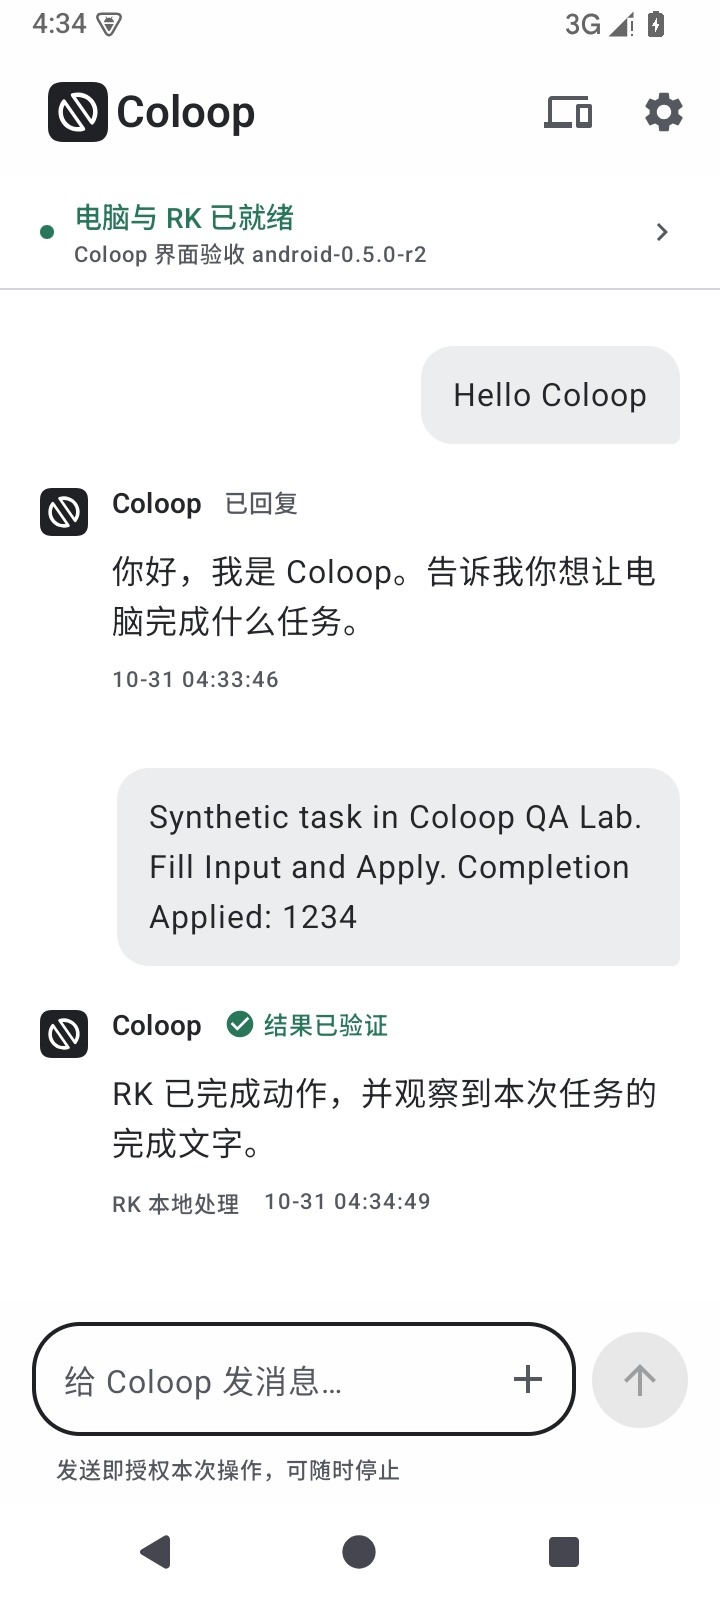 4:34
3G
Coloop
电脑与 RK 已就绪
Coloop 界面验收 android-0.5.0-r2
Hello Coloop
Coloop 已回复
你好，我是 Coloop。告诉我你想让电
脑完成什么任务。
10-31 04:33:46
Synthetic task in Coloop QA Lab.
Fill Input and Apply. Completion
Applied: 1234
Coloop 结果已验证
RK 已完成动作，并观察到本次任务的
完成文字。
RK 本地处理 10-31 04:34:49
给 Coloop 发消息…
发送即授权本次操作，可随时停止